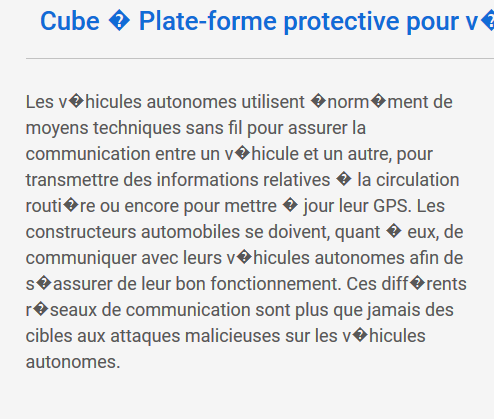 Cube � Plate-forme protective pour v�
Les v�hicules autonomes utilisent �norm�ment de
moyens techniques sans fil pour assurer la
communication entre un v�hicule et un autre, pour
transmettre des informations relatives � la circulation
routi�re ou encore pour mettre � jour leur GPS. Les
constructeurs automobiles se doivent, quant � eux, de
communiquer avec leurs v�hicules autonomes afin de
s�assurer de leur bon fonctionnement. Ces diff�rents
r�seaux de communication sont plus que jamais des
cibles aux attaques malicieuses sur les v�hicules
autonomes.